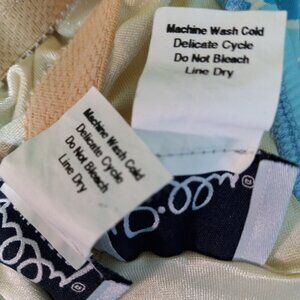 Machine Wash Cold
Delicate Cycle
Do Not Bleach
Line Dry
Machine Wash Cold
Delicate Cycle
Do Not Bleach
Line Dry